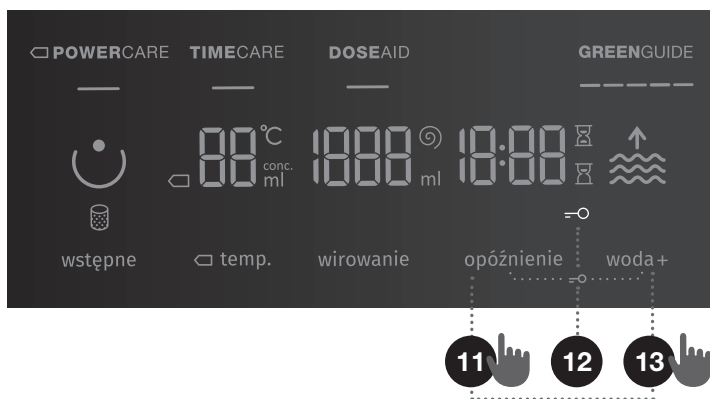 POWERCARE TIMECARE DOSEAID GREENGUIDE
88 °C 1888 18:88
conc.
ml ml
wstępne temp. wirowanie opóźnienie woda+
11 12 13